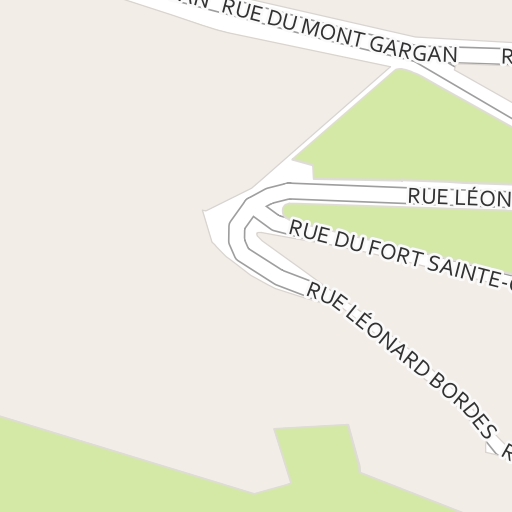 RUE DU MONT GARGAN
RUE LÉON
RUE DU FORT SAINTE-
RUE LÉONARD BORDES